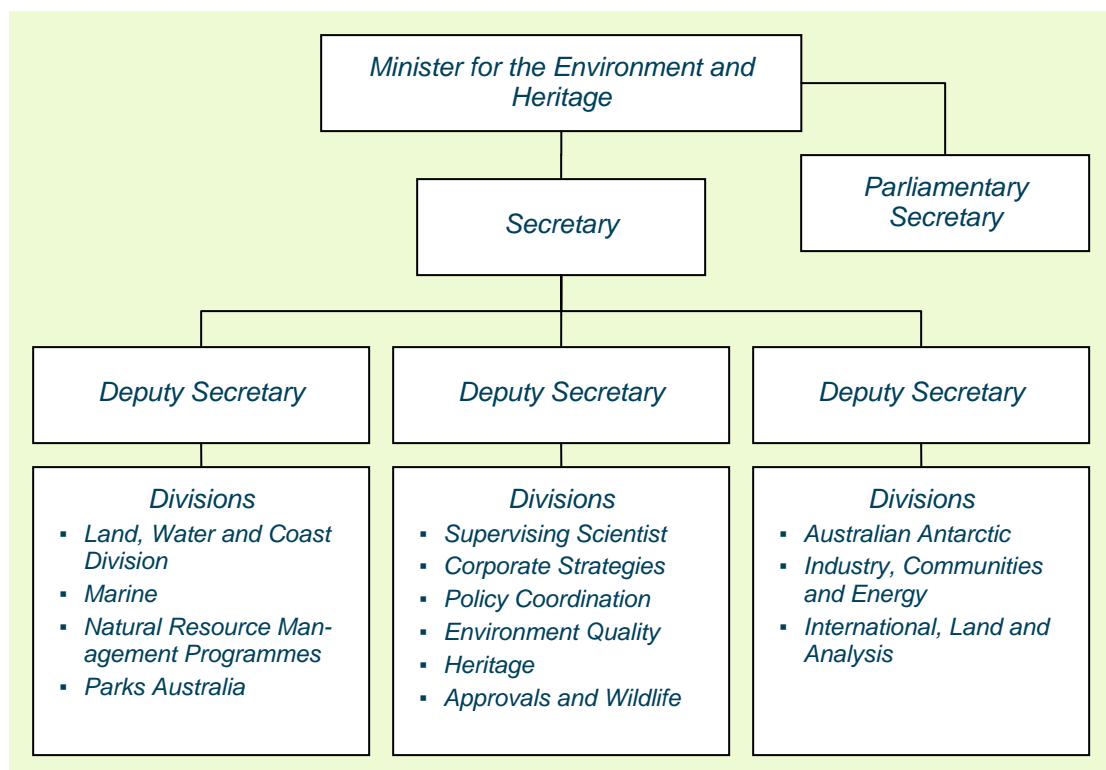 Minister for the Environment and
Heritage
Parliamentary
Secretary
Secretary
Deputy Secretary
Deputy Secretary
Deputy Secretary
Divisions
▪ Land, Water and Coast
Division
▪ Marine
▪ Natural Resource Man-
agement Programmes
▪ Parks Australia
Divisions
▪ Supervising Scientist
▪ Corporate Strategies
▪ Policy Coordination
▪ Environment Quality
▪ Heritage
▪ Approvals and Wildlife
Divisions
▪ Australian Antarctic
▪ Industry, Communities
and Energy
▪ International, Land and
Analysis